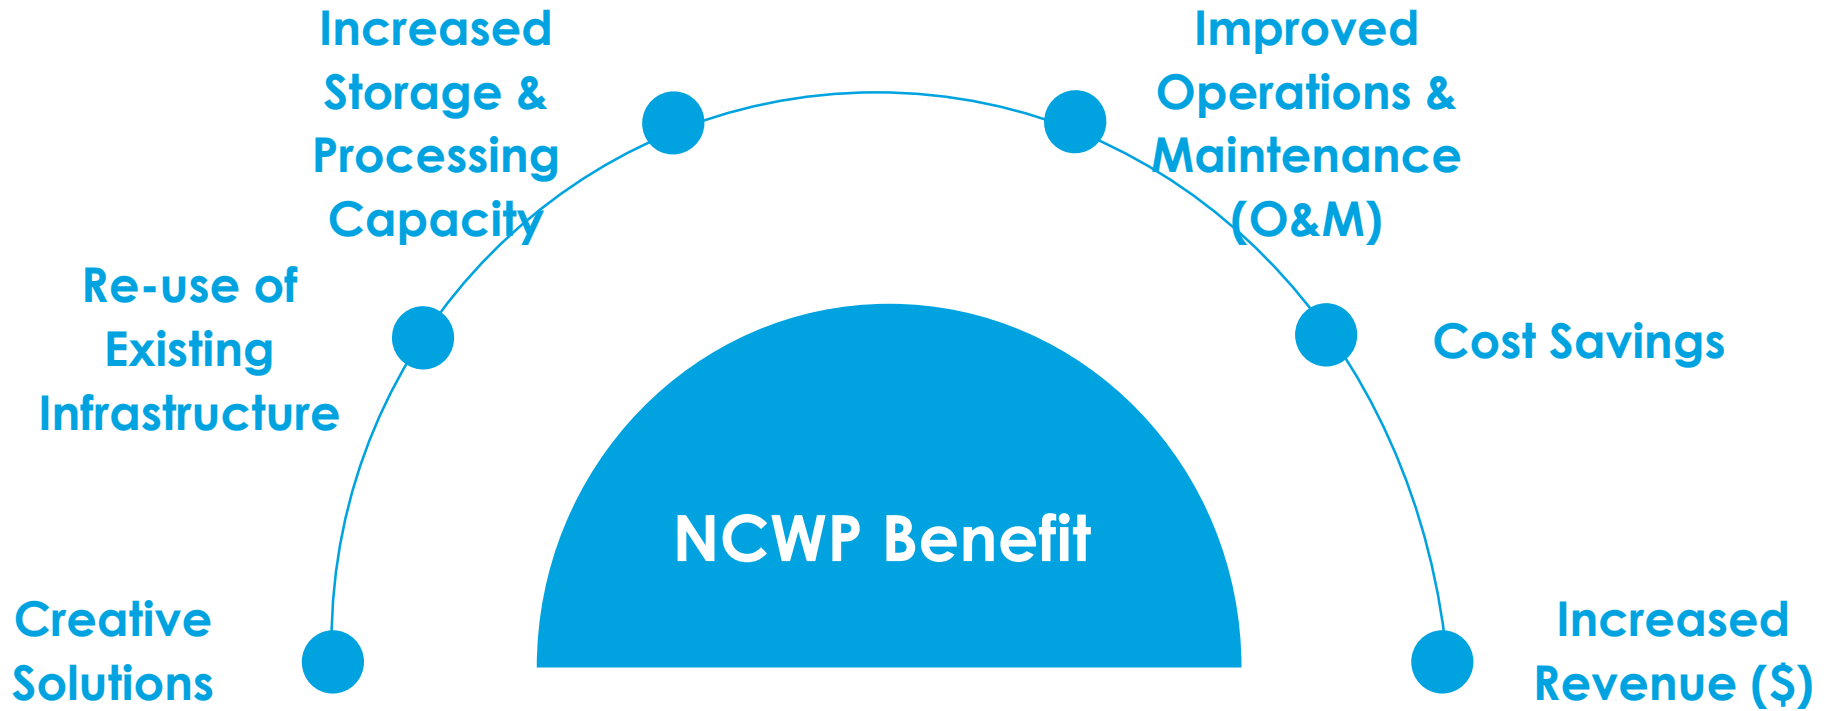 Increased
Storage &
Processing
Capacity
Improved
Operations &
Maintenance
(O&M)
Re-use of
Existing
Infrastructure
Cost Savings
NCWP Benefit
Creative
Solutions
Increased
Revenue ($)